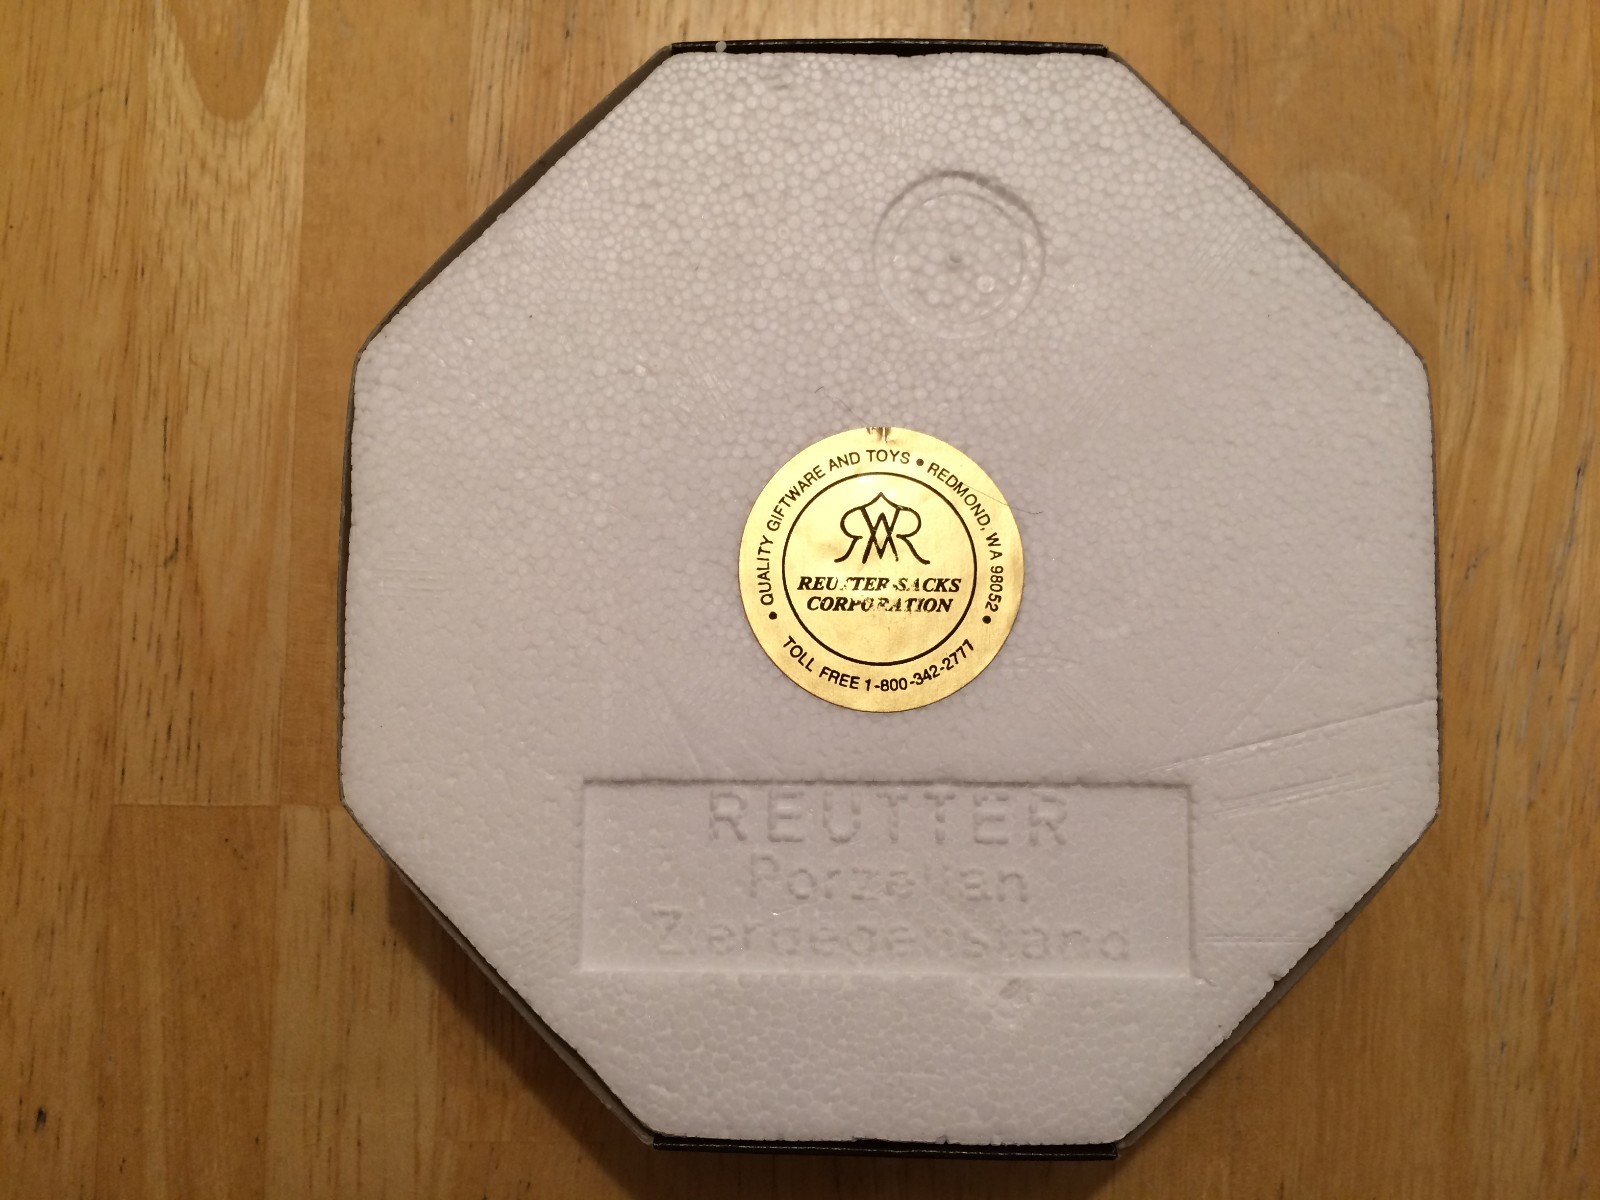 • QUALITY GIFTWARE AND TOYS • REDMOND, WA 98052 •
REUTTER-SACKS
CORPORATION
TOLL FREE 1-800-342-2777
REUTTER
Porzellan
Ziergegenstand